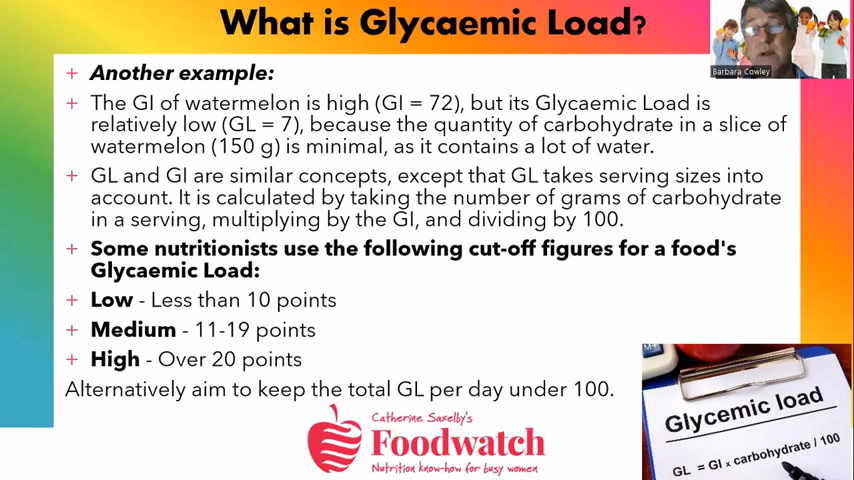 What is Glycaemic Load?
Barbara Cowley
+ Another example:
+ The GI of watermelon is high (GI = 72), but its Glycaemic Load is
relatively low (GL = 7), because the quantity of carbohydrate in a slice of
watermelon (150 g) is minimal, as it contains a lot of water.
+ GL and GI are similar concepts, except that GL takes serving sizes into
account. It is calculated by taking the number of grams of carbohydrate
in a serving, multiplying by the GI, and dividing by 100.
+ Some nutritionists use the following cut-off figures for a food's
Glycaemic Load:
+ Low - Less than 10 points
+ Medium - 11-19 points
+ High - Over 20 points
Alternatively aim to keep the total GL per day under 100.
Catherine Saxelby's
Foodwatch
Nutrition know-how for busy women
M+
Glycemic load
GL = GI x carbohydrate / 100